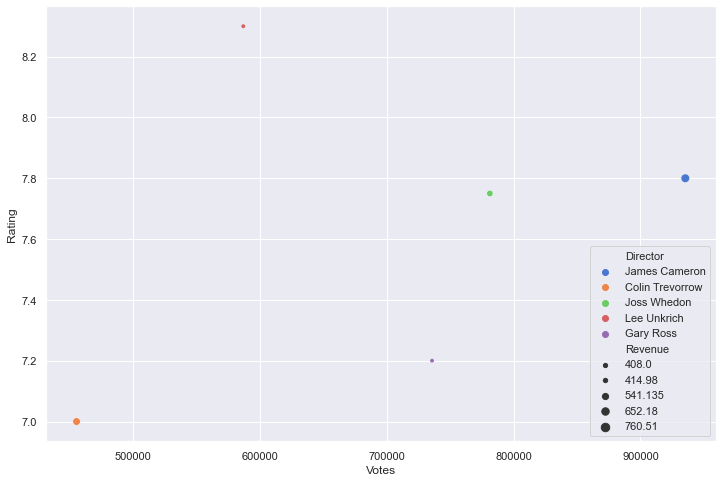 8.2
8.0
7.8
7.6
7.4
7.2
7.0
Rating
500000
600000
700000
800000
900000
Votes
Director
James Cameron
Colin Trevorrow
Joss Whedon
Lee Unkrich
Gary Ross
Revenue
408.0
414.98
541.135
652.18
760.51